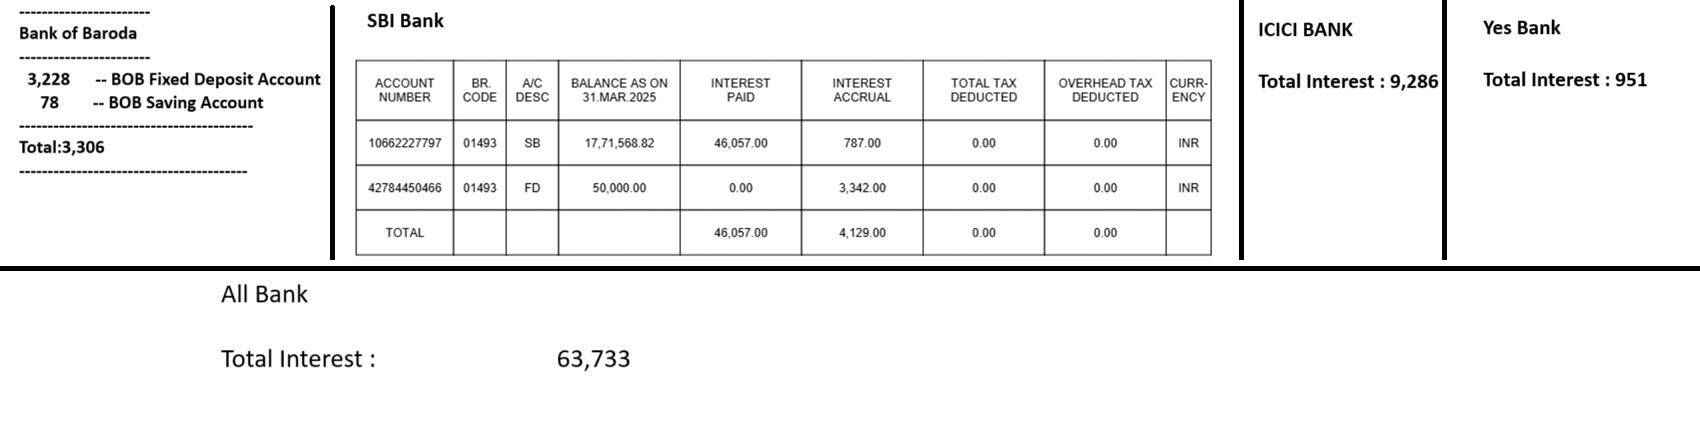 -----------------------
Bank of Baroda
-----------------------
3,228 -- BOB Fixed Deposit Account
78 -- BOB Saving Account
-----------------------------------------
Total:3,306
----------------------------------------
SBI Bank
ACCOUNT NUMBER BR. CODE A/C DESC BALANCE AS ON 31.MAR.2025 INTEREST PAID INTEREST ACCRUAL TOTAL TAX DEDUCTED OVERHEAD TAX DEDUCTED CURR-ENCY
10662227797 01493 SB 17,71,568.82 46,057.00 787.00 0.00 0.00 INR
42784450466 01493 FD 50,000.00 0.00 3,342.00 0.00 0.00 INR
TOTAL 46,057.00 4,129.00 0.00 0.00
ICICI BANK
Total Interest : 9,286
Yes Bank
Total Interest : 951
All Bank
Total Interest : 63,733